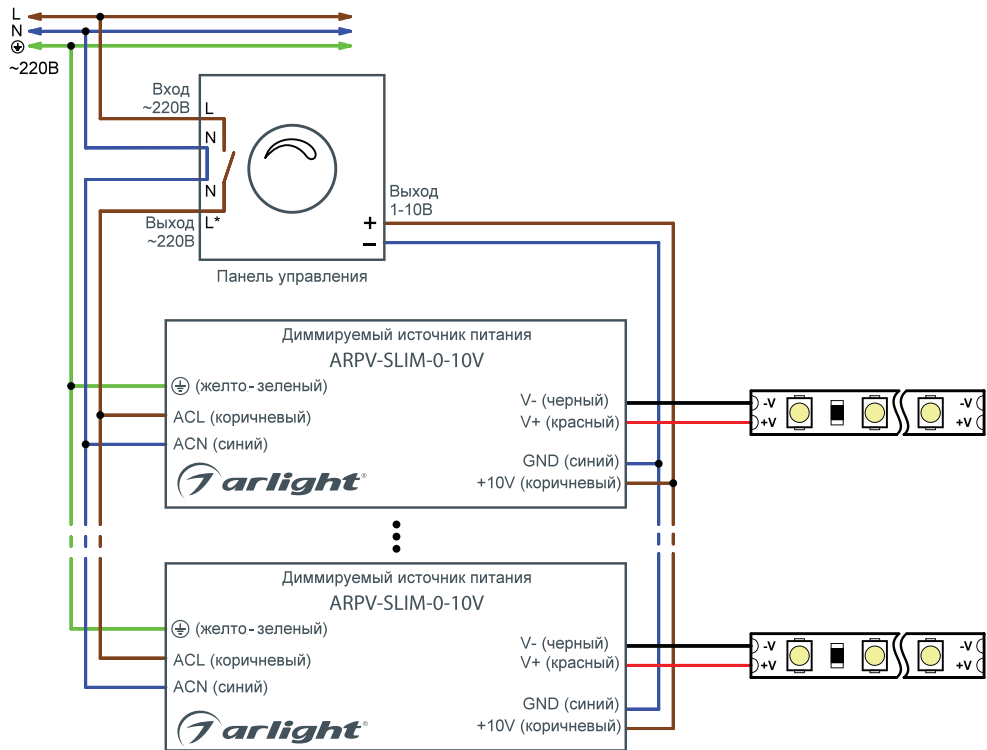 L
N
~220В
Вход
~220В
L
N
N
L*
Выход
~220В
Выход
1-10В
+
−
Панель управления
Диммируемый источник питания
ARPV-SLIM-0-10V
(желто-зеленый)
ACL (коричневый)
ACN (синий)
V- (черный)
V+ (красный)
GND (синий)
+10V (коричневый)
arlight®
-V
+V
-V
+V
Диммируемый источник питания
ARPV-SLIM-0-10V
(желто-зеленый)
ACL (коричневый)
ACN (синий)
V- (черный)
V+ (красный)
GND (синий)
+10V (коричневый)
arlight®
-V
+V
-V
+V